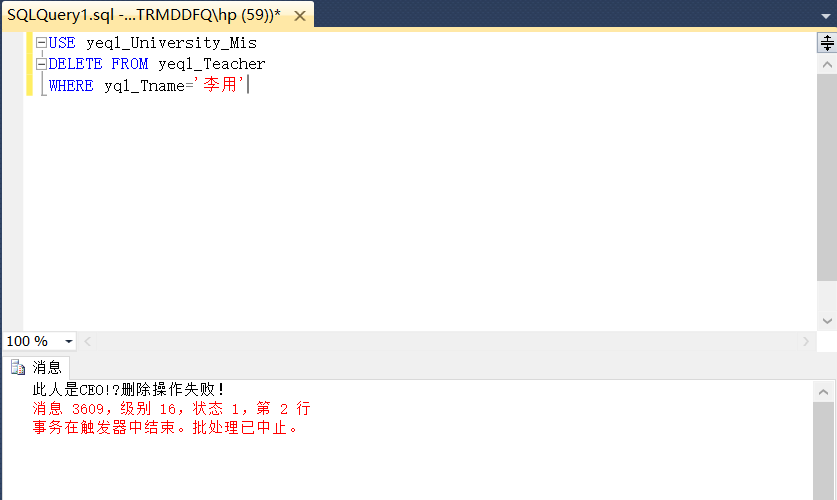 SQLQuery1.sql -...TRMDDFQ\hp (59))*
USE yeql_University_Mis
DELETE FROM yeql_Teacher
WHERE yql_Tname='李用'
100 %
消息
此人是CEO!?删除操作失败!
消息 3609，级别 16，状态 1，第 2 行
事务在触发器中结束。批处理已中止。